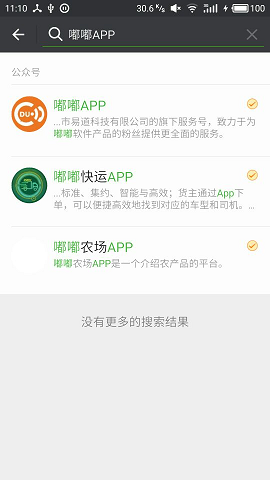 11:10
30.6 K/s
100
嘟嘟APP
公众号
DU+
嘟嘟APP
...市易道科技有限公司的旗下服务号，致力于为
嘟嘟软件产品的粉丝提供更全面的服务。
嘟嘟快运APP
...标准、集约、智能与高效；货主通过App下
单，可以便捷高效地找到对应的车型和司机。...
嘟嘟农场APP
嘟嘟农场APP是一个介绍农产品的平台。
没有更多的搜索结果